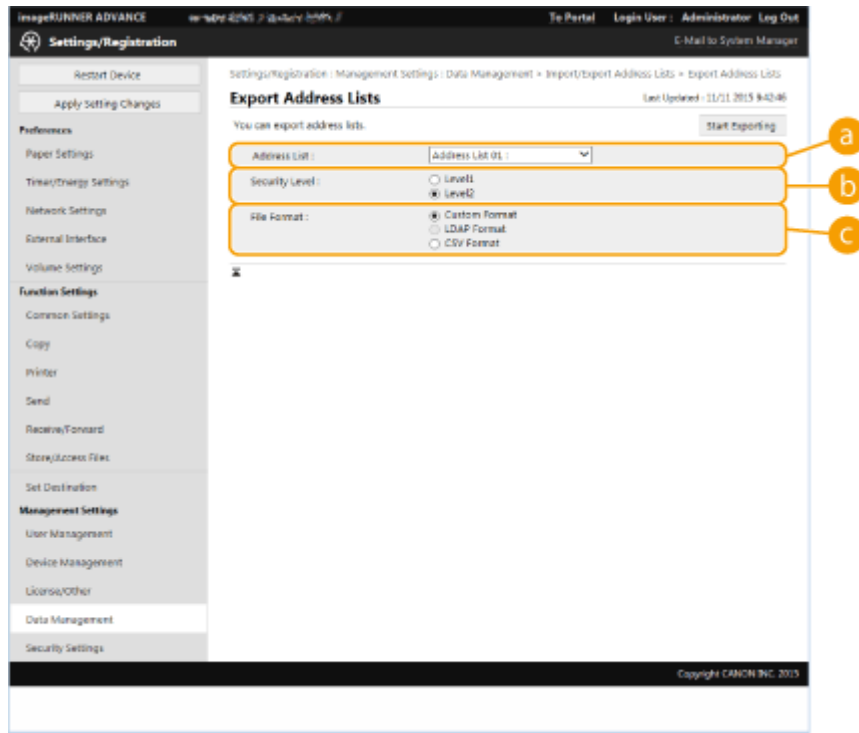 imageRUNNER ADVANCE
To Portal Login User : Administrator Log Out
Settings/Registration
E-Mail to System Manager
Restart Device
Apply Setting Changes
Preferences
Paper Settings
Timer/Energy Settings
Network Settings
External Interface
Volume Settings
Function Settings
Common Settings
Copy
Printer
Send
Receive/Forward
Store/Access Files
Set Destination
Management Settings
User Management
Device Management
License/Other
Data Management
Security Settings
Settings/Registration : Management Settings : Data Management > Import/Export Address Lists > Export Address Lists
Export Address Lists
Last Updated : 11/11 2015 9:42:46
You can export address lists.
Start Exporting
Address List :
Address List 01 :
a
Security Level :
Level1
Level2
b
File Format :
Custom Format
LDAP Format
CSV Format
c
Copyright CANON INC. 2015